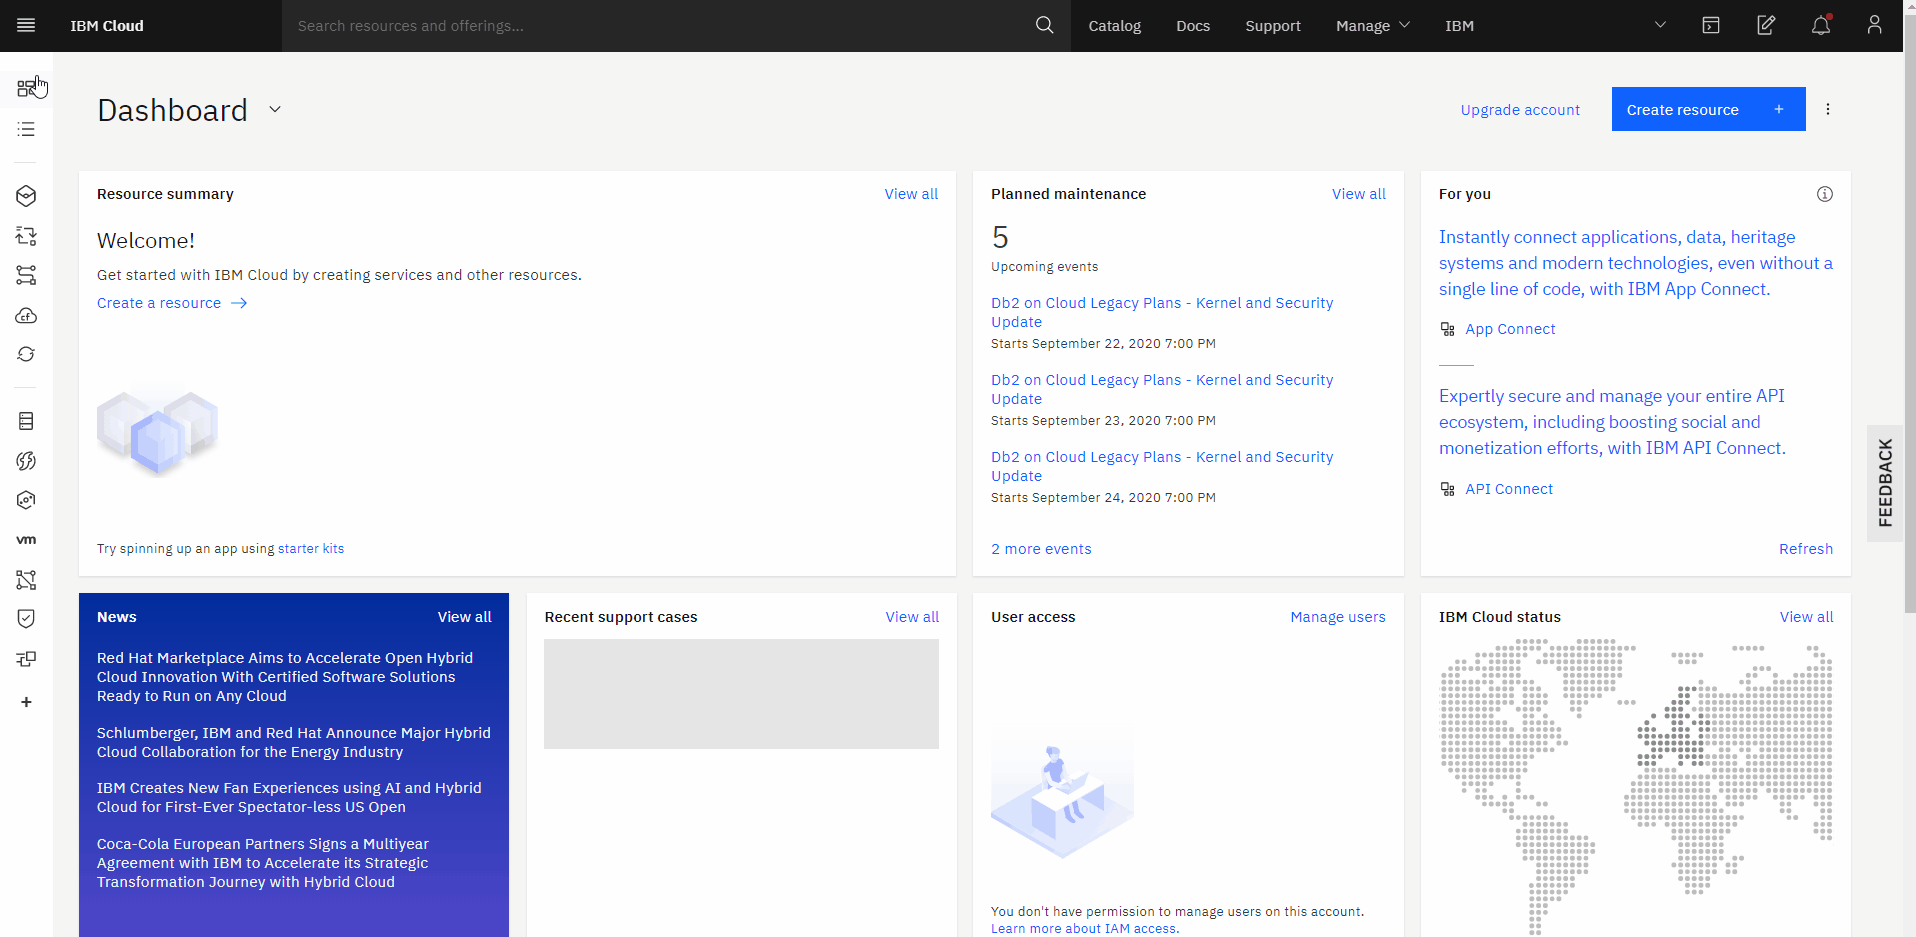 IBM Cloud
Search resources and offerings...
Catalog
Docs
Support
Manage
IBM
Dashboard
Upgrade account
Create resource +
Resource summary
View all
Welcome!
Get started with IBM Cloud by creating services and other resources.
Create a resource
Try spinning up an app using starter kits
Planned maintenance
View all
5
Upcoming events
Db2 on Cloud Legacy Plans - Kernel and Security
Update
Starts September 22, 2020 7:00 PM
Db2 on Cloud Legacy Plans - Kernel and Security
Update
Starts September 23, 2020 7:00 PM
Db2 on Cloud Legacy Plans - Kernel and Security
Update
Starts September 24, 2020 7:00 PM
2 more events
For you
Instantly connect applications, data, heritage
systems and modern technologies, even without a
single line of code, with IBM App Connect.
App Connect
Expertly secure and manage your entire API
ecosystem, including boosting social and
monetization efforts, with IBM API Connect.
API Connect
Refresh
FEEDBACK
cf
vm
News
View all
Red Hat Marketplace Aims to Accelerate Open Hybrid
Cloud Innovation With Certified Software Solutions
Ready to Run on Any Cloud
Schlumberger, IBM and Red Hat Announce Major Hybrid
Cloud Collaboration for the Energy Industry
IBM Creates New Fan Experiences using AI and Hybrid
Cloud for First-Ever Spectator-less US Open
Coca-Cola European Partners Signs a Multiyear
Agreement with IBM to Accelerate its Strategic
Transformation Journey with Hybrid Cloud
Recent support cases
View all
User access
Manage users
You don't have permission to manage users on this account.
Learn more about IAM access.
IBM Cloud status
View all